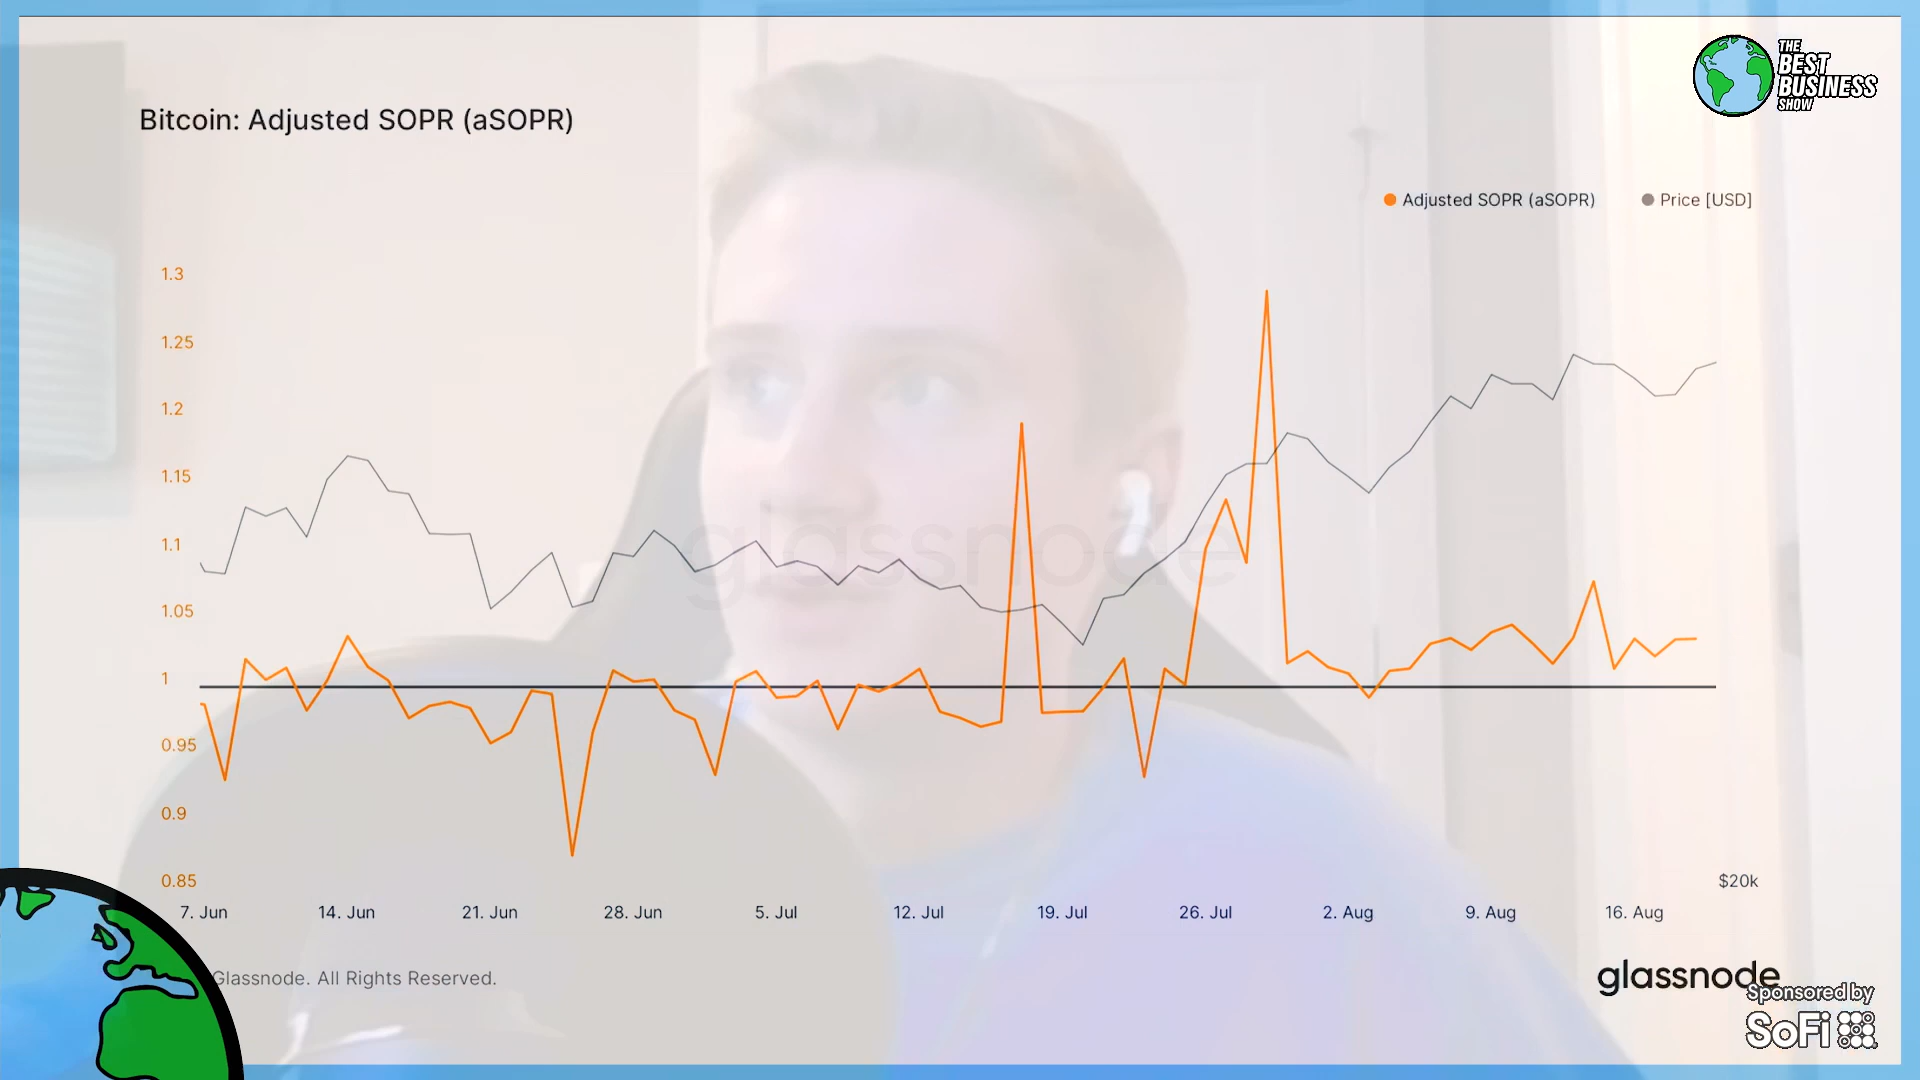 THE
BEST
BUSINESS
SHOW
Bitcoin: Adjusted SOPR (aSOPR)
Adjusted SOPR (aSOPR) Price [USD]
1.3
1.25
1.2
1.15
1.1
1.05
1
0.95
0.9
0.85
$20k
glassnode
7. Jun 14. Jun 21. Jun 28. Jun 5. Jul 12. Jul 19. Jul 26. Jul 2. Aug 9. Aug 16. Aug
Glassnode. All Rights Reserved.
glassnode
Sponsored by
SoFi